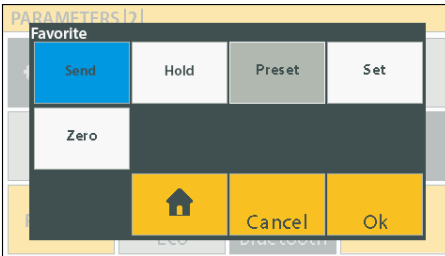 PARAMETERS|2|
Favorite
Send Hold Preset Set
Zero
Cancel Ok